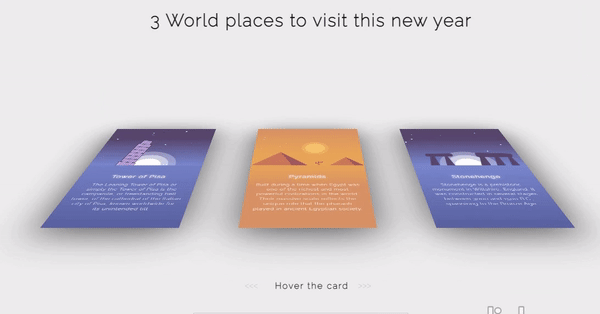 3 World places to visit this new year
Tower of Pisa
The Leaning Tower of Pisa or
simply the Tower of Pisa is the
campanile, or freestanding bell
tower, of the cathedral of the Italian
city of Pisa, known worldwide for
its unintended tilt.
Pyramids
Built during a time when Egypt was
one of the richest and most
powerful civilizations in the world.
Their massive scale reflects the
unique role that the pharaoh
played in ancient Egyptian society.
Stonehenge
Stonehenge is a prehistoric
monument in Wiltshire, England. It
was constructed in several stages
between 3000 and 1500 BC,
spanning to the Bronze Age.
<<< Hover the card >>>